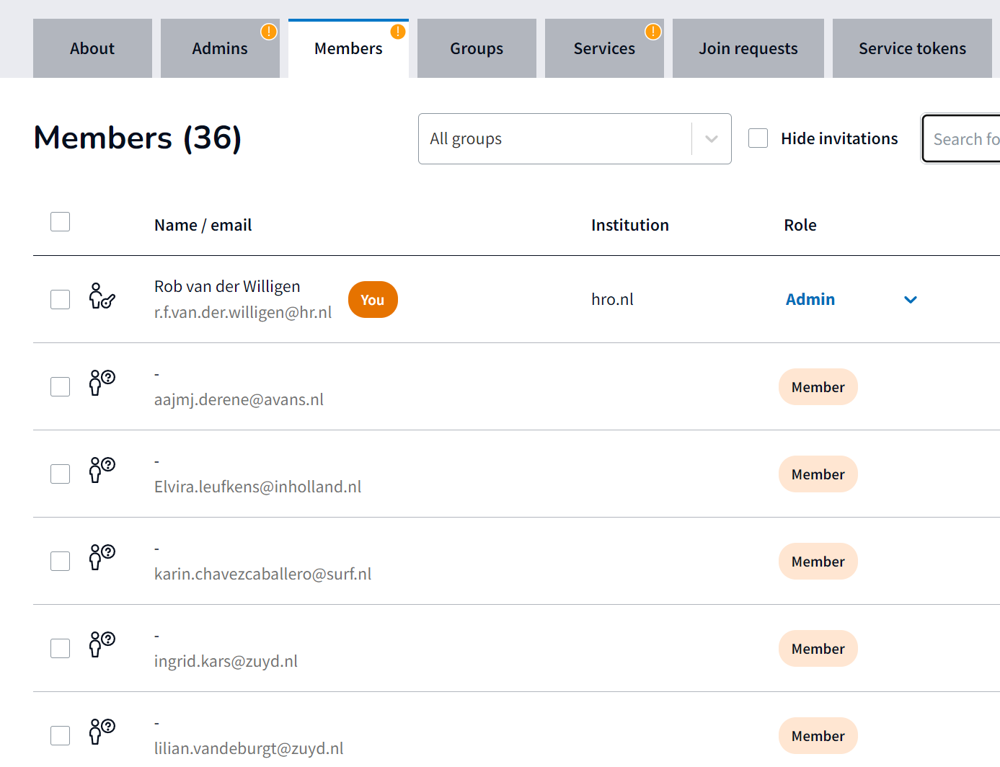 About
Admins
Members
Groups
Services
Join requests
Service tokens
Members (36)
All groups
Hide invitations
Search fo
Name / email
Institution
Role
Rob van der Willigen
r.f.van.der.willigen@hr.nl
You
hro.nl
Admin
-
aajmj.derene@avans.nl
Member
-
Elvira.leufkens@inholland.nl
Member
-
karin.chavezcaballero@surf.nl
Member
-
ingrid.kars@zuyd.nl
Member
-
lilian.vandeburgt@zuyd.nl
Member